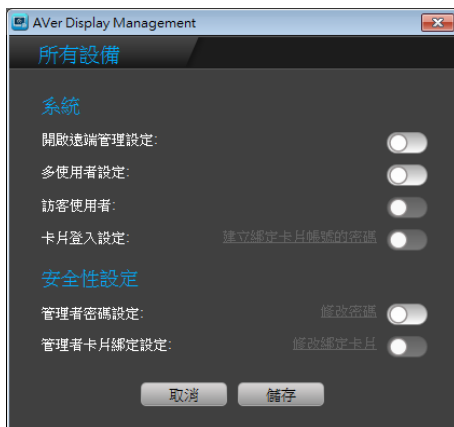 AVer Display Management
所有設備
系統
開啟遠端管理設定:
多使用者設定:
訪客使用者:
卡片登入設定: 建立綁定卡片帳號的密碼
安全性設定
管理者密碼設定: 修改密碼
管理者卡片綁定設定: 修改綁定卡片
取消 儲存